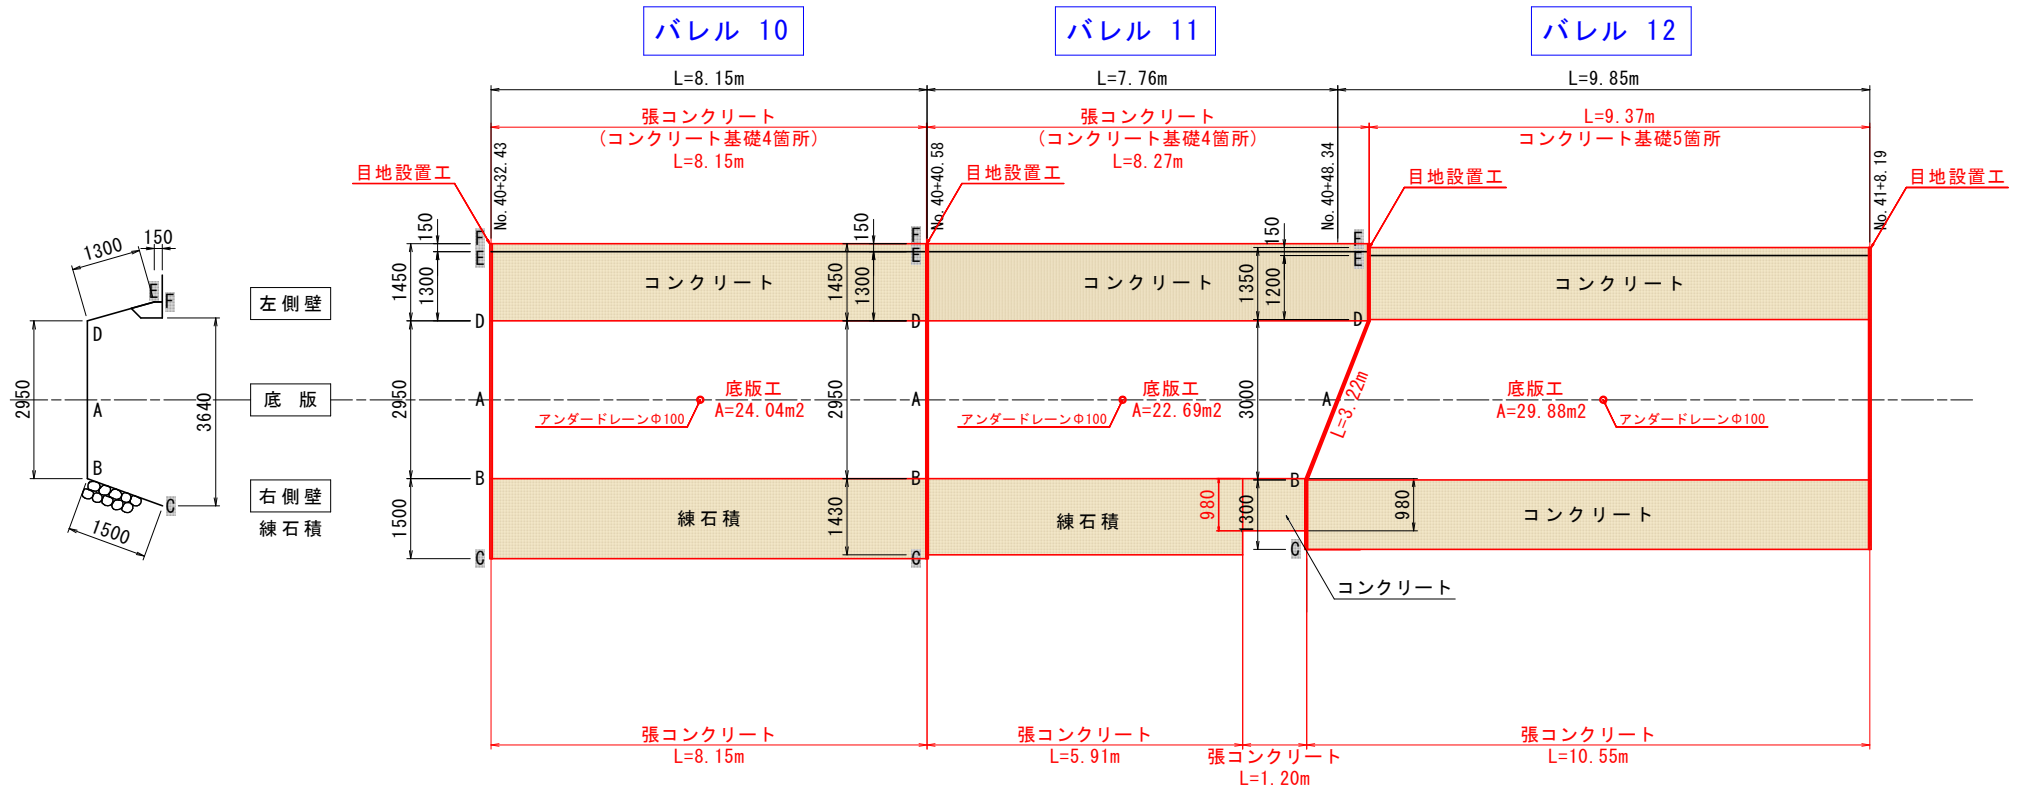 バレル 10
バレル 11
バレル 12
L=8.15m
L=7.76m
L=9.85m
張コンクリート
(コンクリート基礎4箇所)
L=8.15m
張コンクリート
(コンクリート基礎4箇所)
L=8.27m
L=9.37m
コンクリート基礎5箇所
目地設置工
目地設置工
目地設置工
目地設置工
No.40+32.43
No.40+40.58
No.40+48.34
No.41+8.19
1300
150
E
F
D
A
B
C
2950
3640
1500
左側壁
底 版
右側壁
練石積
150
1450
1300
2950
1500
F
E
D
A
B
C
コンクリート
150
1450
1300
2950
1430
F
E
D
A
B
C
コンクリート
150
1350
1200
3000
1300
F
E
D
A
B
C
コンクリート
底版工
A=24.04m2
アンダードレーンΦ100
底版工
A=22.69m2
アンダードレーンΦ100
L=3.22m
底版工
A=29.88m2
アンダードレーンΦ100
練石積
練石積
980
980
コンクリート
コンクリート
張コンクリート
L=8.15m
張コンクリート
L=5.91m
張コンクリート
L=1.20m
張コンクリート
L=10.55m